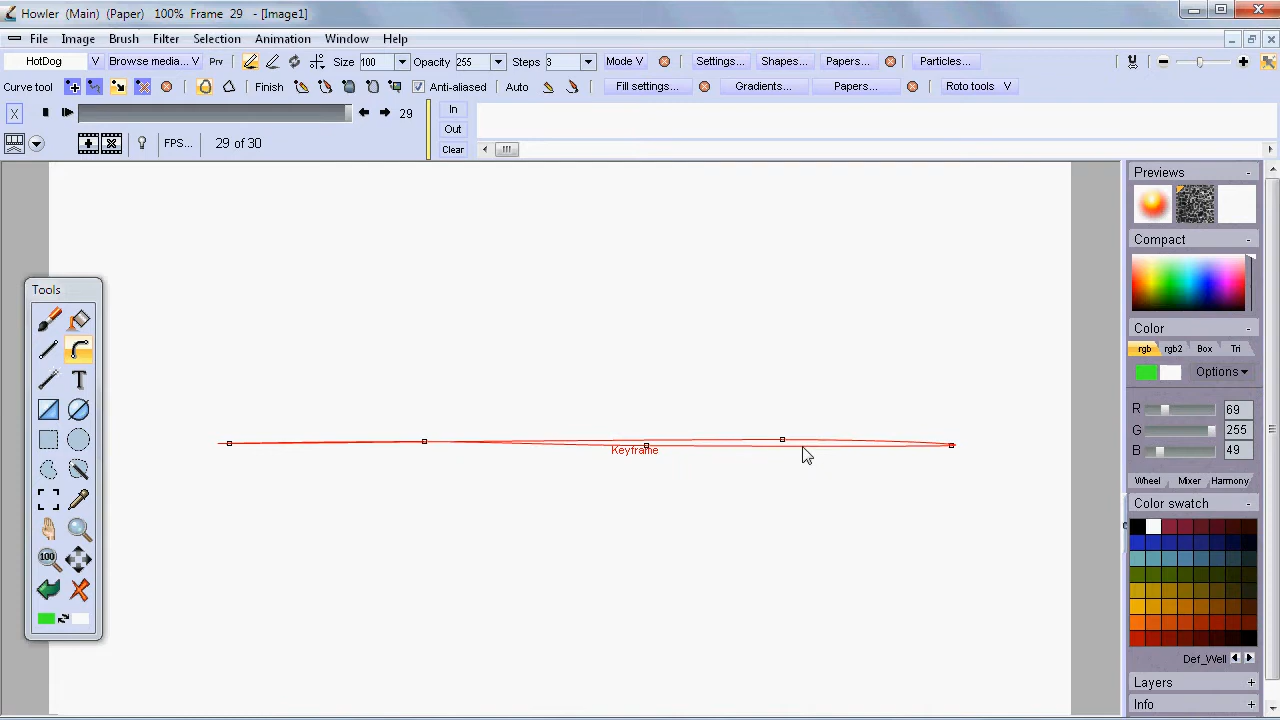 Howler (Main) (Paper) 100% Frame 29 - [Image1]
File Image Brush Filter Selection Animation Window Help
HotDog Browse media... Prv Size 100 Opacity 255 Steps 3 Mode Settings... Shapes... Papers... Particles...
Curve tool Finish Anti-aliased Auto Fill settings... Gradients... Papers... Roto tools
X 29 In
Out
FPS... 29 of 30 Clear
Previews
Compact
Tools
Color
rgb rgb2 Box Tri
Options
R 69
G 255
B 49
Keyframe
Wheel Mixer Harmony
Color swatch
100
Def_Well
Layers
Info